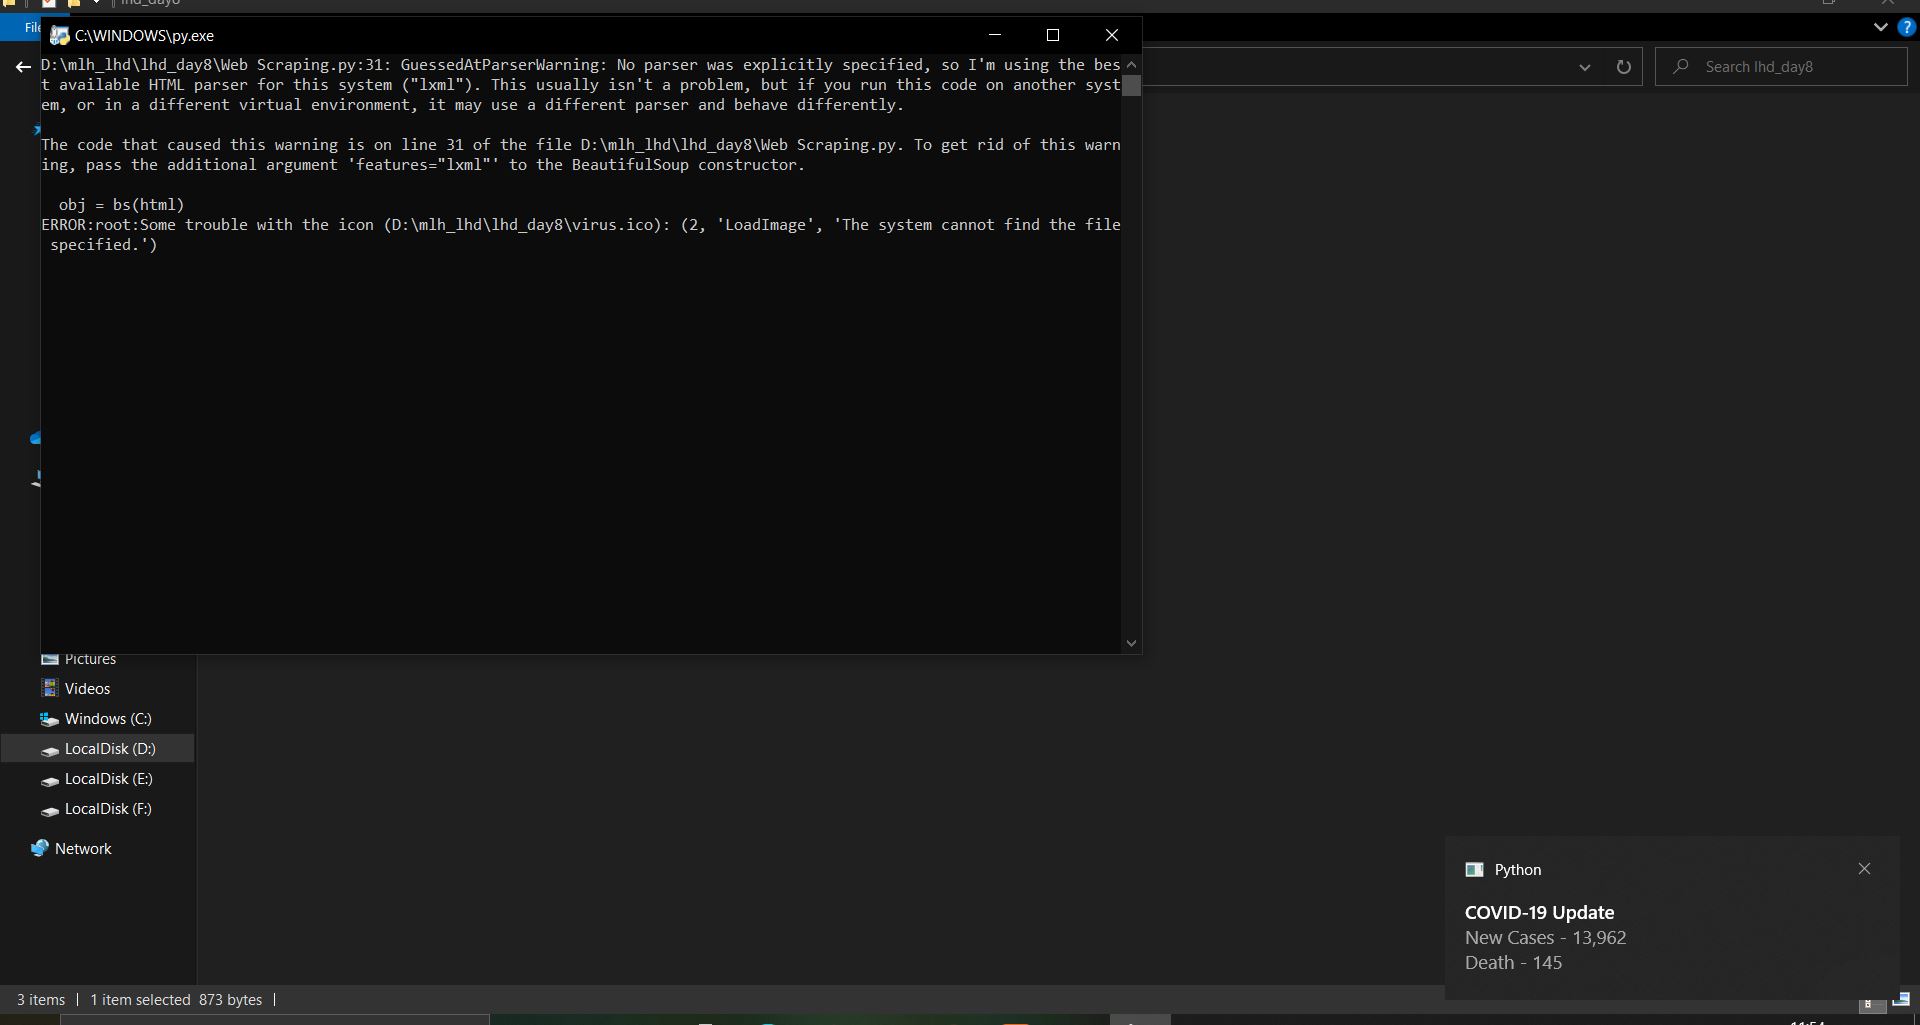 File
C:\WINDOWS\py.exe
Search lhd_day8
D:\mlh_lhd\lhd_day8\Web Scraping.py:31: GuessedAtParserWarning: No parser was explicitly specified, so I'm using the bes
t available HTML parser for this system ("lxml"). This usually isn't a problem, but if you run this code on another syst
em, or in a different virtual environment, it may use a different parser and behave differently.
The code that caused this warning is on line 31 of the file D:\mlh_lhd\lhd_day8\Web Scraping.py. To get rid of this warn
ing, pass the additional argument 'features="lxml"' to the BeautifulSoup constructor.
obj = bs(html)
ERROR:root:Some trouble with the icon (D:\mlh_lhd\lhd_day8\virus.ico): (2, 'LoadImage', 'The system cannot find the file
specified.')
Pictures
Videos
Windows (C:)
LocalDisk (D:)
LocalDisk (E:)
LocalDisk (F:)
Network
Python
COVID-19 Update
New Cases - 13,962
Death - 145
3 items
1 item selected 873 bytes